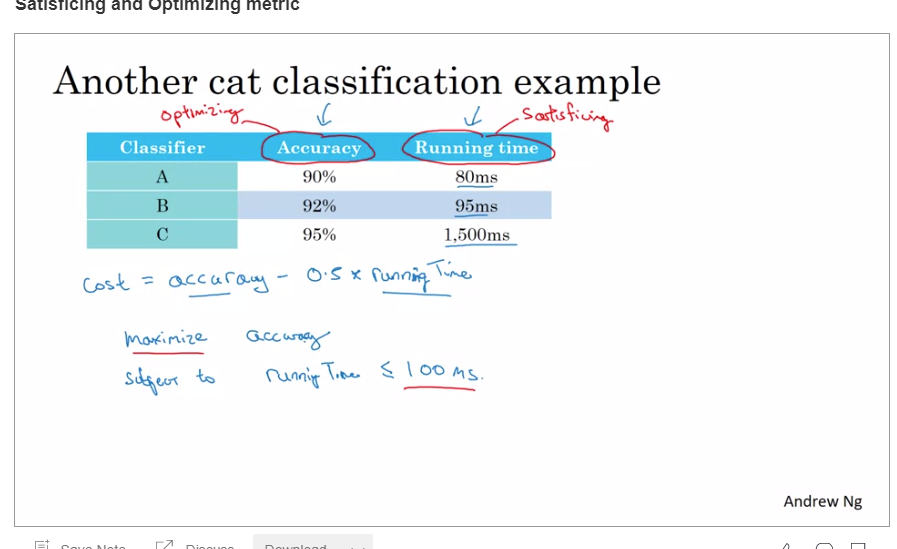 Satisficing and Optimizing metric
Another cat classification example
optimizing
Satisficing
Classifier Accuracy Running time
A 90% 80ms
B 92% 95ms
C 95% 1,500ms
Cost = accuracy - 0.5 x running Time
maximize accuracy
subject to running Time ≤ 100 ms.
Andrew Ng
Save Note Discuss Download